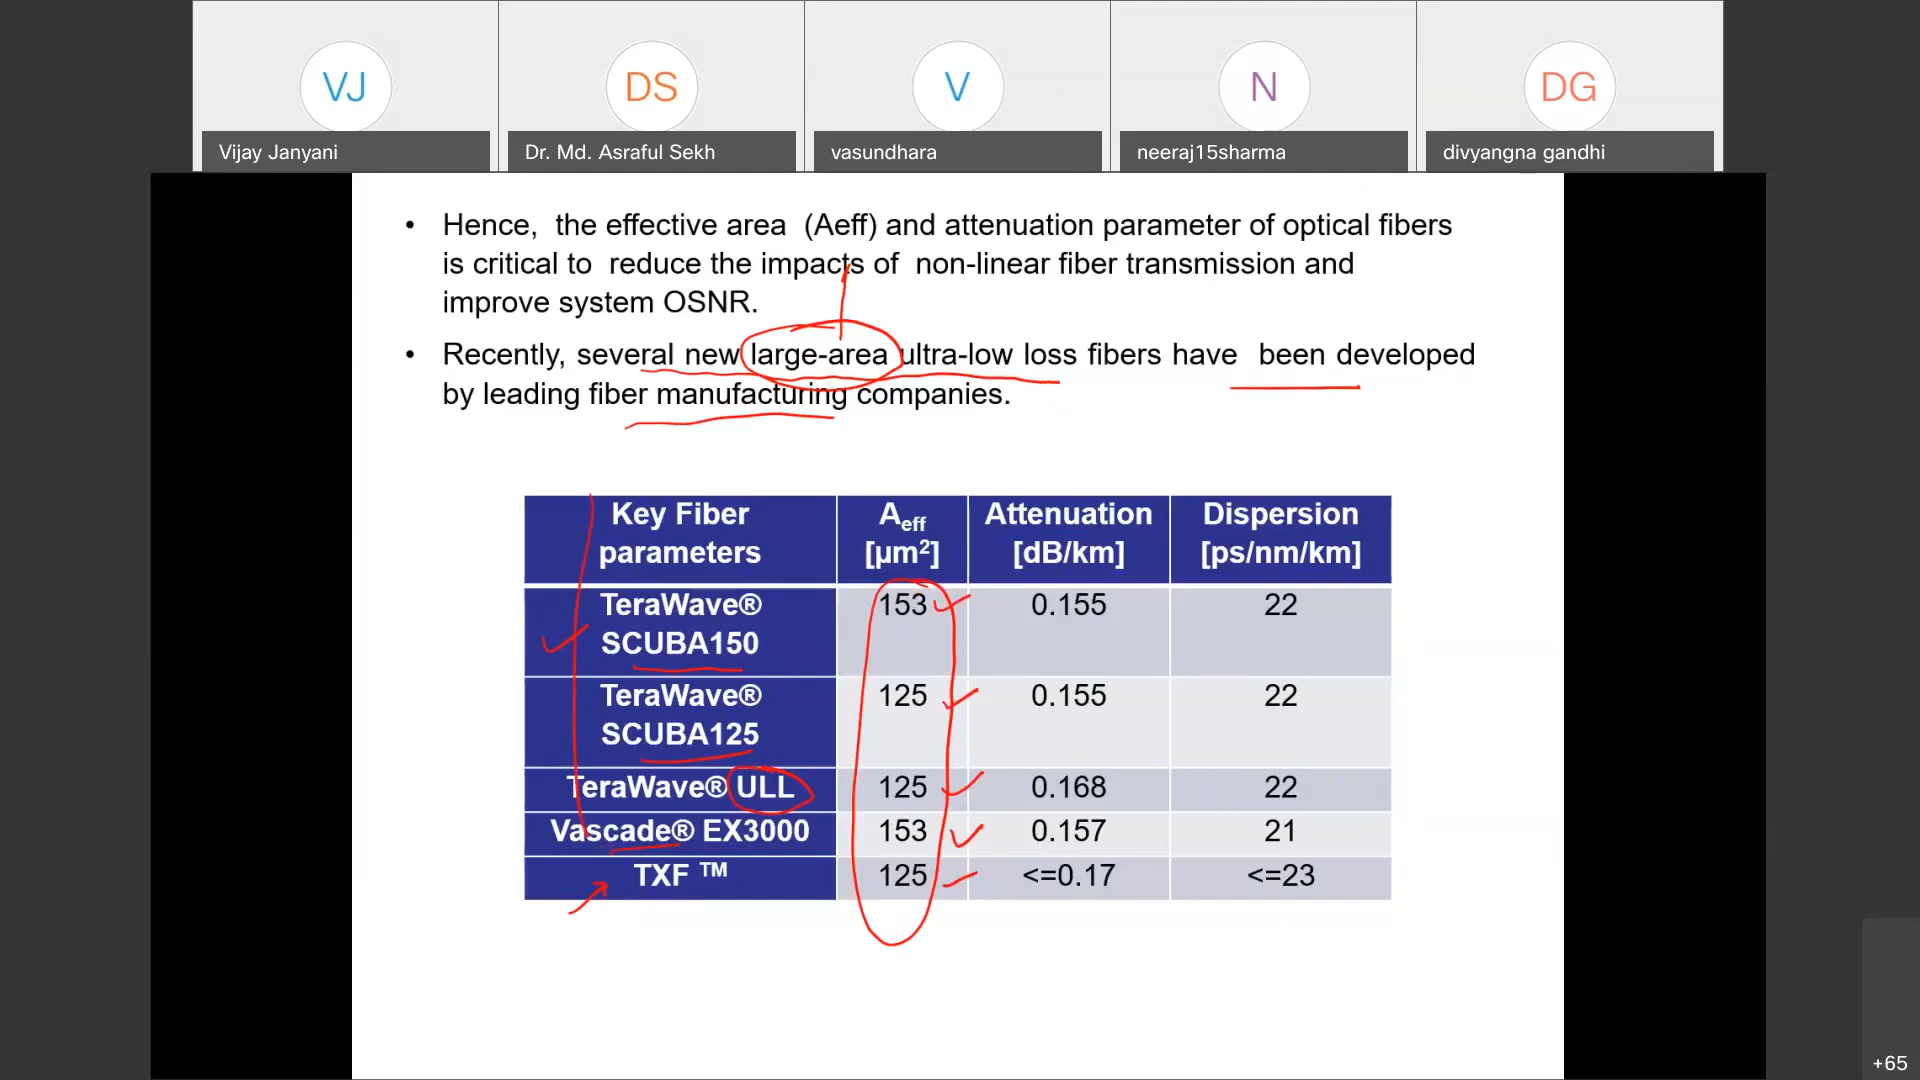 VJ DS V N DG
Vijay Janyani Dr. Md. Asraful Sekh vasundhara neeraj15sharma divyangna gandhi
• Hence, the effective area (Aeff) and attenuation parameter of optical fibers
is critical to reduce the impacts of non-linear fiber transmission and
improve system OSNR.
• Recently, several new large-area ultra-low loss fibers have been developed
by leading fiber manufacturing companies.
Key Fiber Aeff Attenuation Dispersion
parameters [µm²] [dB/km] [ps/nm/km]
TeraWave® 153 0.155 22
SCUBA150
TeraWave® 125 0.155 22
SCUBA125
TeraWave® ULL 125 0.168 22
Vascade® EX3000 153 0.157 21
TXF ™ 125 <=0.17 <=23
+65